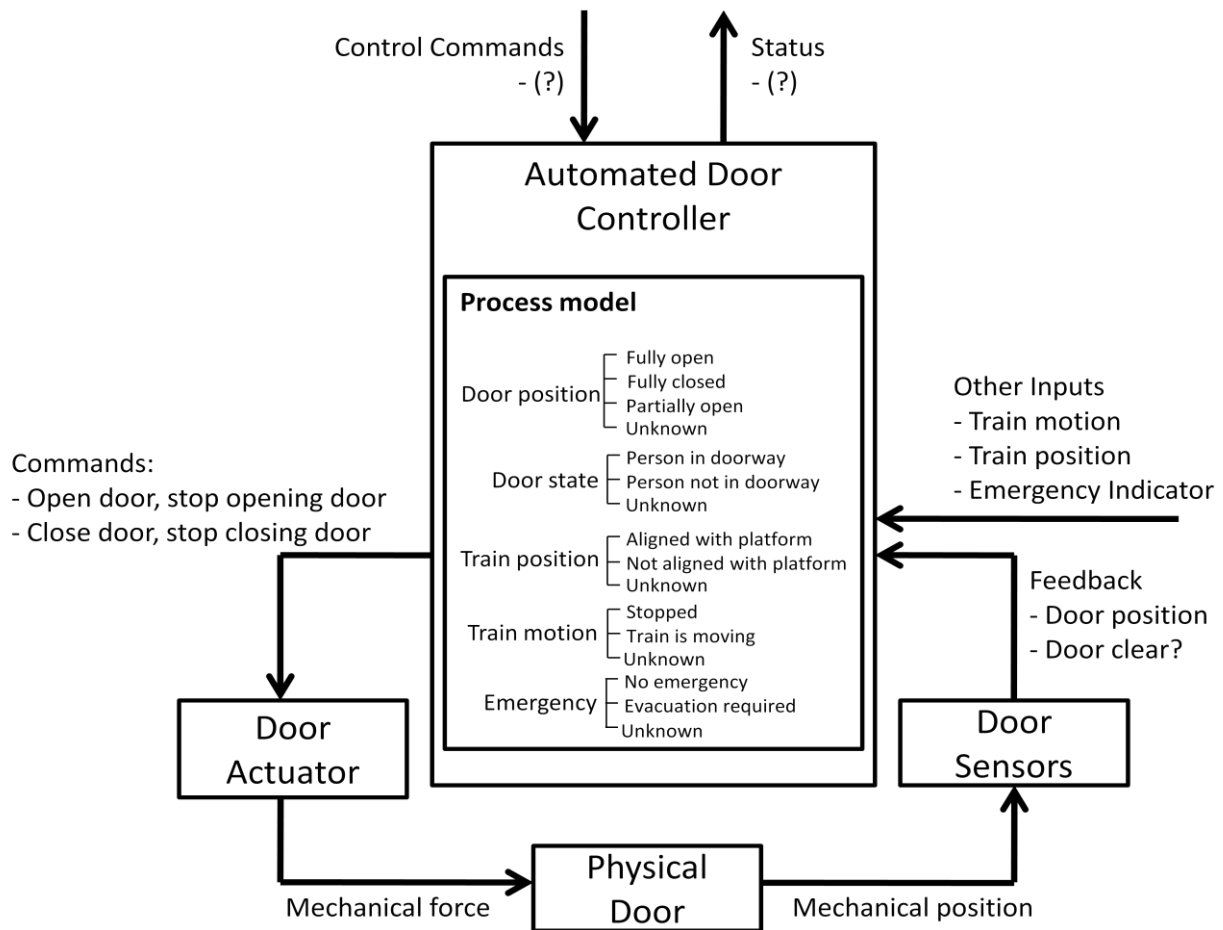 Control Commands
- (?)
Status
- (?)
Automated Door
Controller
Process model
Door position
Fully open
Fully closed
Partially open
Unknown
Door state
Person in doorway
Person not in doorway
Unknown
Train position
Aligned with platform
Not aligned with platform
Unknown
Train motion
Stopped
Train is moving
Unknown
Emergency
No emergency
Evacuation required
Unknown
Commands:
- Open door, stop opening door
- Close door, stop closing door
Other Inputs
- Train motion
- Train position
- Emergency Indicator
Feedback
- Door position
- Door clear?
Door
Actuator
Door
Sensors
Physical
Door
Mechanical force
Mechanical position